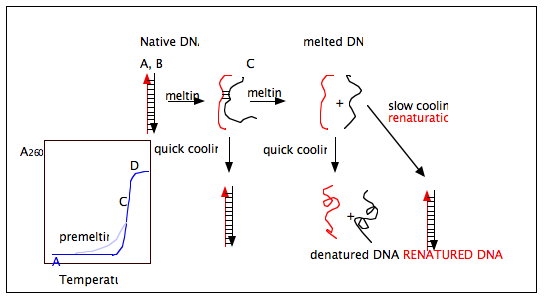 Native DN.
melted DN
A, B
C
meltin
meltin
+
slow coolin
renaturatic
quick coolin
quick coolin
A260
D
C
premeltin
A
+
denatured DNA RENATURED DNA
Temperatu